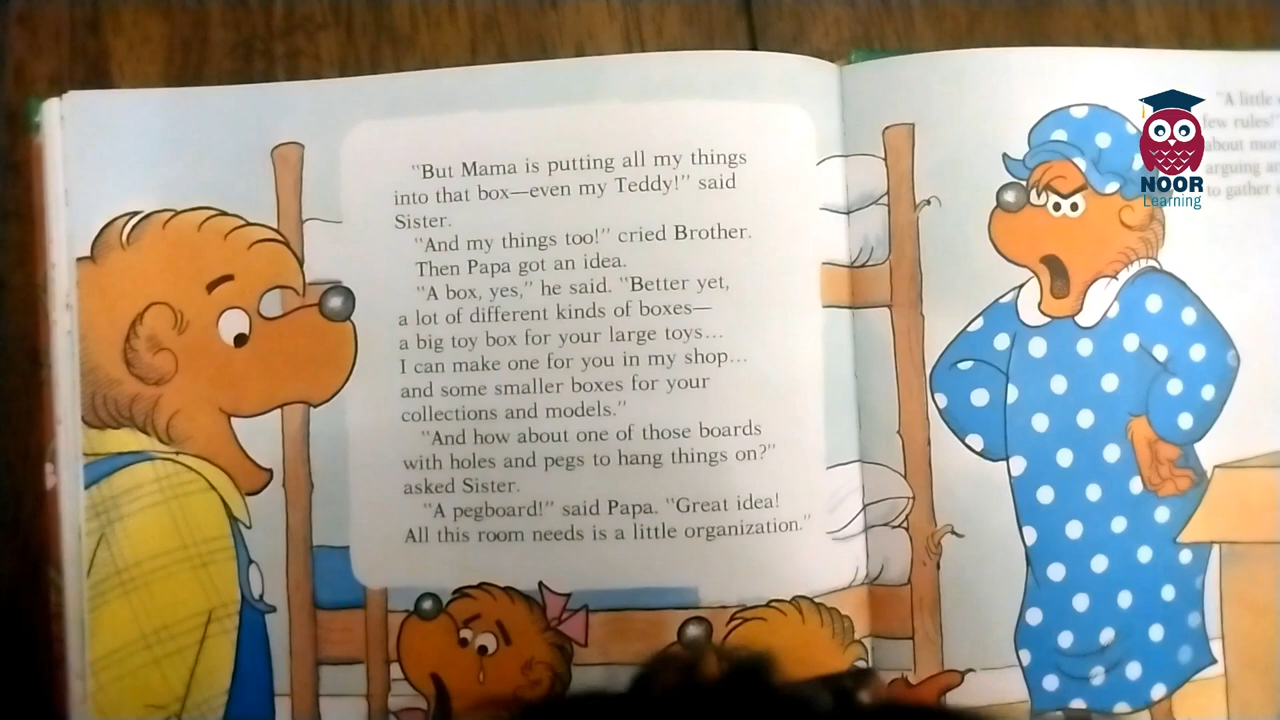 "But Mama is putting all my things
into that box—even my Teddy!" said
Sister.
"And my things too!" cried Brother.
Then Papa got an idea.
"A box, yes," he said. "Better yet,
a lot of different kinds of boxes—
a big toy box for your large toys...
I can make one for you in my shop...
and some smaller boxes for your
collections and models."
"And how about one of those boards
with holes and pegs to hang things on?"
asked Sister.
"A pegboard!" said Papa. "Great idea!
All this room needs is a little organization."
"A little
few rules!
about mor
arguing a
to gather
NOOR
Learning